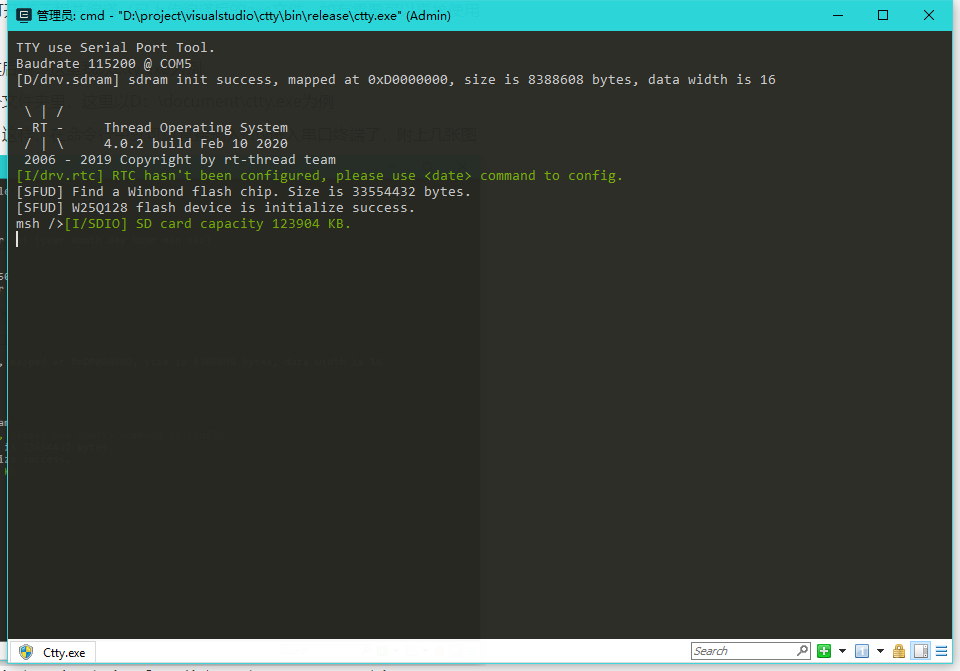 管理员: cmd - "D:\project\visualstudio\ctty\bin\release\ctty.exe" (Admin)
TTY use Serial Port Tool.
Baudrate 115200 @ COM5
[D/drv.sdram] sdram init success, mapped at 0xD0000000, size is 8388608 bytes, data width is 16
\ | /
- RT -     Thread Operating System
/ | \     4.0.2 build Feb 10 2020
2006 - 2019 Copyright by rt-thread team
[I/drv.rtc] RTC hasn't been configured, please use <date> command to config.
[SFUD] Find a Winbond flash chip. Size is 33554432 bytes.
[SFUD] W25Q128 flash device is initialize success.
msh />[I/SDIO] SD card capacity 123904 KB.
Ctty.exe
Search